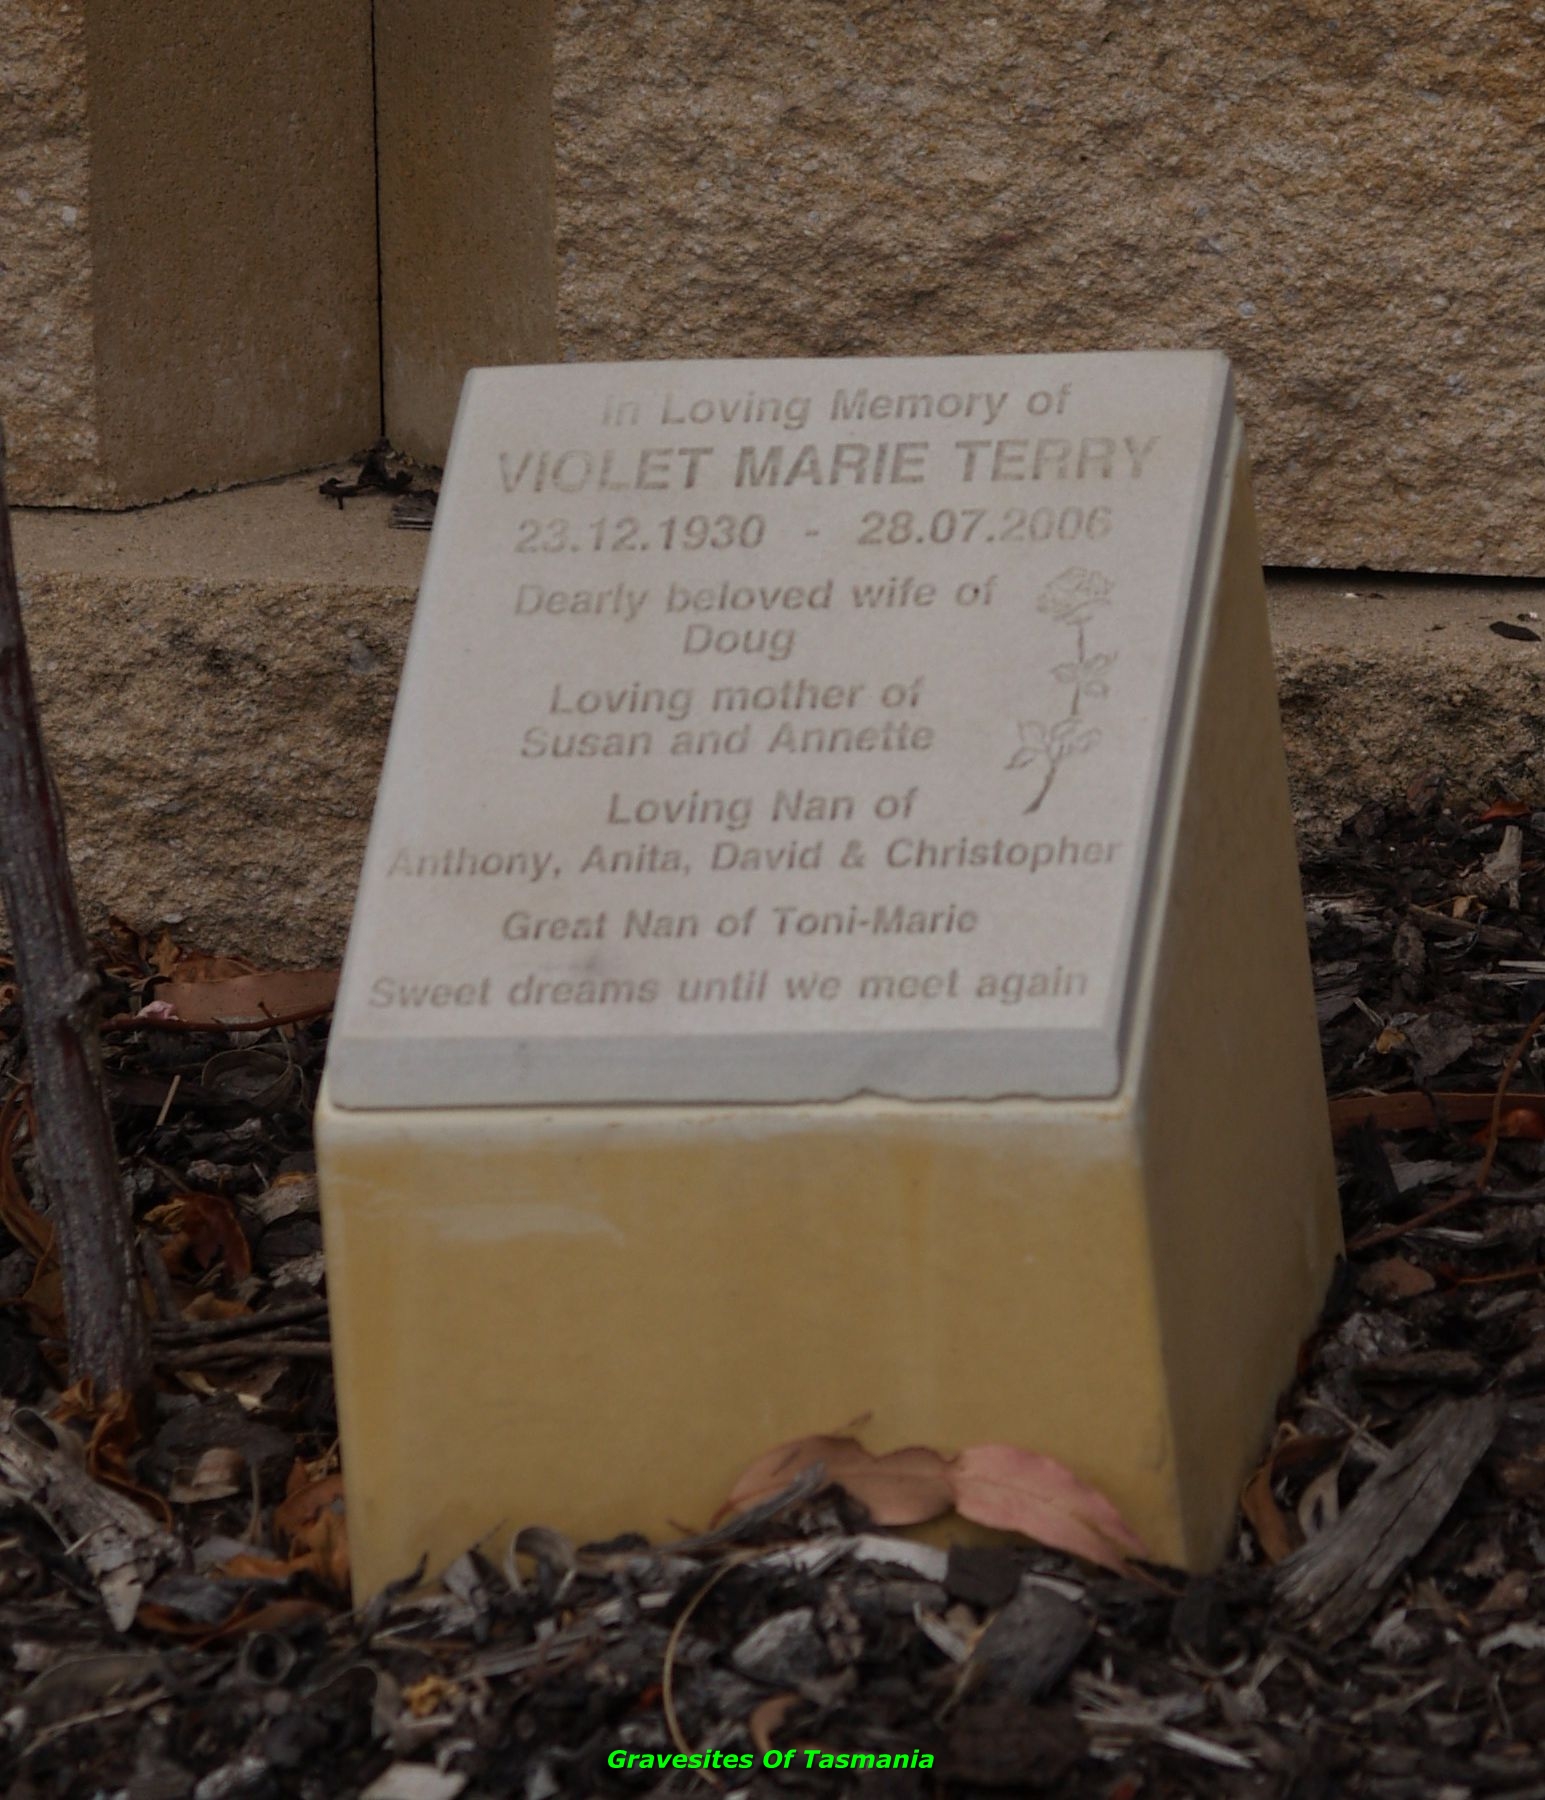 In Loving Memory of
VIOLET MARIE TERRY
23.12.1930 - 28.07.2006
Dearly beloved wife of
Doug
Loving mother of
Susan and Annette
Loving Nan of
Anthony, Anita, David & Christopher
Great Nan of Toni-Marie
Sweet dreams until we meet again
Gravesites Of Tasmania